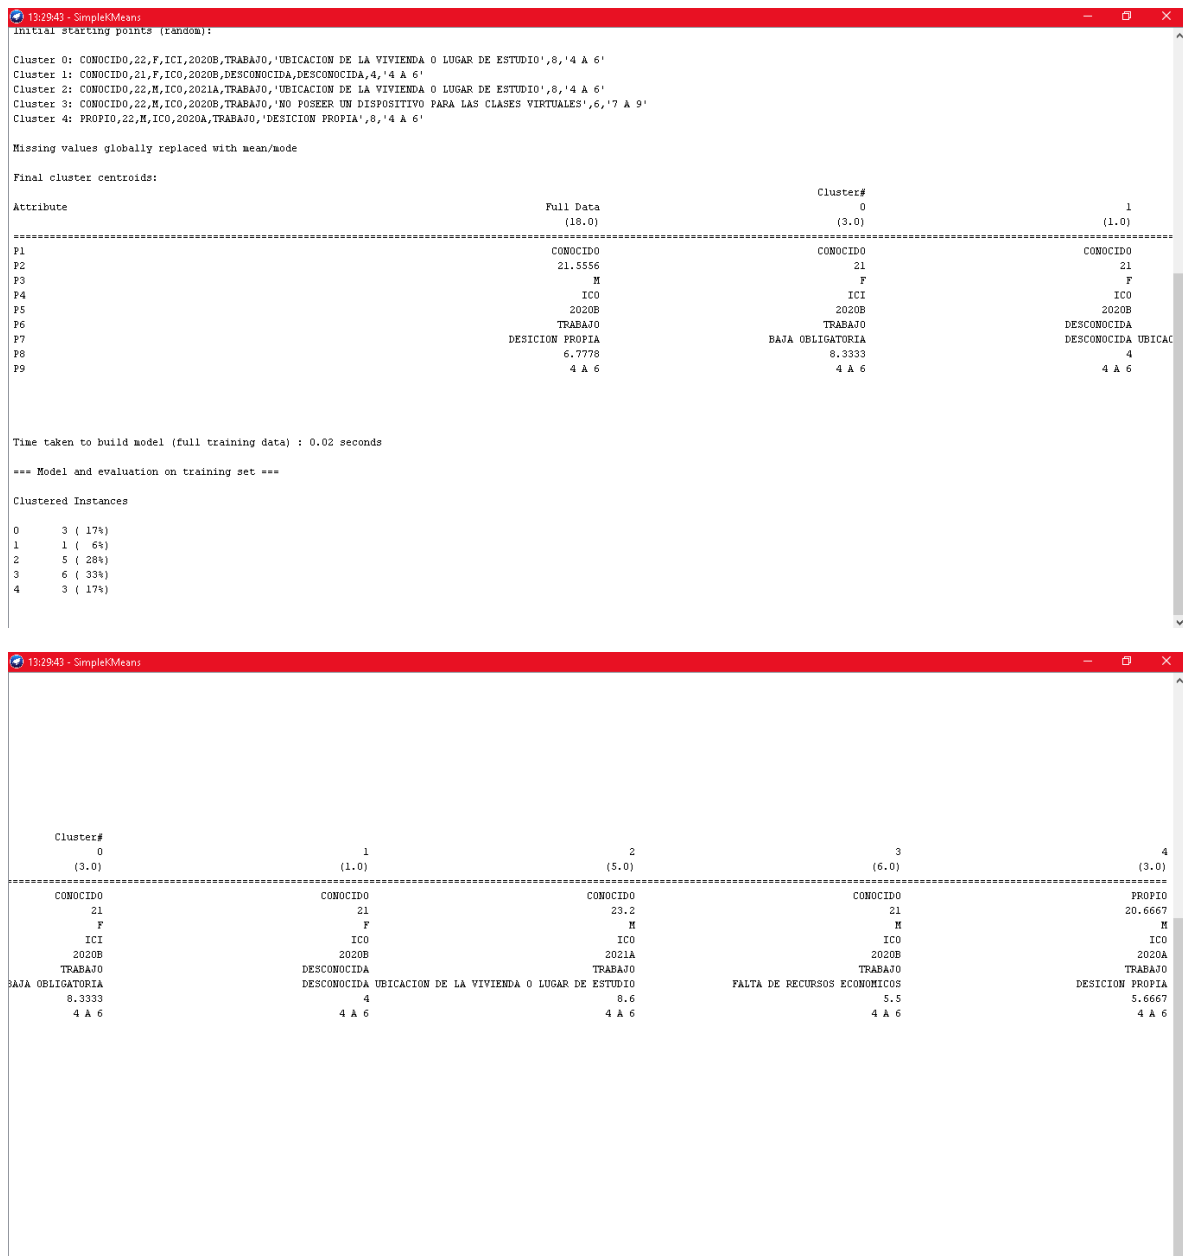 13:29:43 - SimpleKMeans
Initial starting points (random):
Cluster 0: CONOCIDO,22,F,ICI,2020B,TRABAJO,'UBICACION DE LA VIVIENDA O LUGAR DE ESTUDIO',8,'4 A 6'
Cluster 1: CONOCIDO,21,F,ICO,2020B,DESCONOCIDA,DESCONOCIDA,4,'4 A 6'
Cluster 2: CONOCIDO,22,M,ICO,2021A,TRABAJO,'UBICACION DE LA VIVIENDA O LUGAR DE ESTUDIO',8,'4 A 6'
Cluster 3: CONOCIDO,22,M,ICO,2020B,TRABAJO,'NO POSEER UN DISPOSITIVO PARA LAS CLASES VIRTUALES',6,'7 A 9'
Cluster 4: PROPIO,22,M,ICO,2020A,TRABAJO,'DESICION PROPIA',8,'4 A 6'
Missing values globally replaced with mean/mode
Final cluster centroids:
Cluster#
Attribute Full Data 0 1
(18.0) (3.0) (1.0)
==========================================================================
P1 CONOCIDO CONOCIDO CONOCIDO
P2 21.5556 21 21
P3 M F F
P4 ICO ICI ICO
P5 2020B 2020B 2020B
P6 TRABAJO TRABAJO DESCONOCIDA
P7 DESICION PROPIA BAJA OBLIGATORIA DESCONOCIDA UBICAC
P8 6.7778 8.3333 4
P9 4 A 6 4 A 6 4 A 6
Time taken to build model (full training data) : 0.02 seconds
=== Model and evaluation on training set ===
Clustered Instances
0 3 ( 17%)
1 1 ( 6%)
2 5 ( 28%)
3 6 ( 33%)
4 3 ( 17%)
13:29:43 - SimpleKMeans
Cluster#
0 1 2 3 4
(3.0) (1.0) (5.0) (6.0) (3.0)
==========================================================================
CONOCIDO CONOCIDO CONOCIDO CONOCIDO PROPIO
21 21 23.2 21 20.6667
F F M M M
ICI ICO ICO ICO ICO
2020B 2020B 2021A 2020B 2020A
TRABAJO DESCONOCIDA TRABAJO TRABAJO TRABAJO
BAJA OBLIGATORIA DESCONOCIDA UBICACION DE LA VIVIENDA O LUGAR DE ESTUDIO FALTA DE RECURSOS ECONOMICOS DESICION PROPIA
8.3333 4 8.6 5.5 5.6667
4 A 6 4 A 6 4 A 6 4 A 6 4 A 6